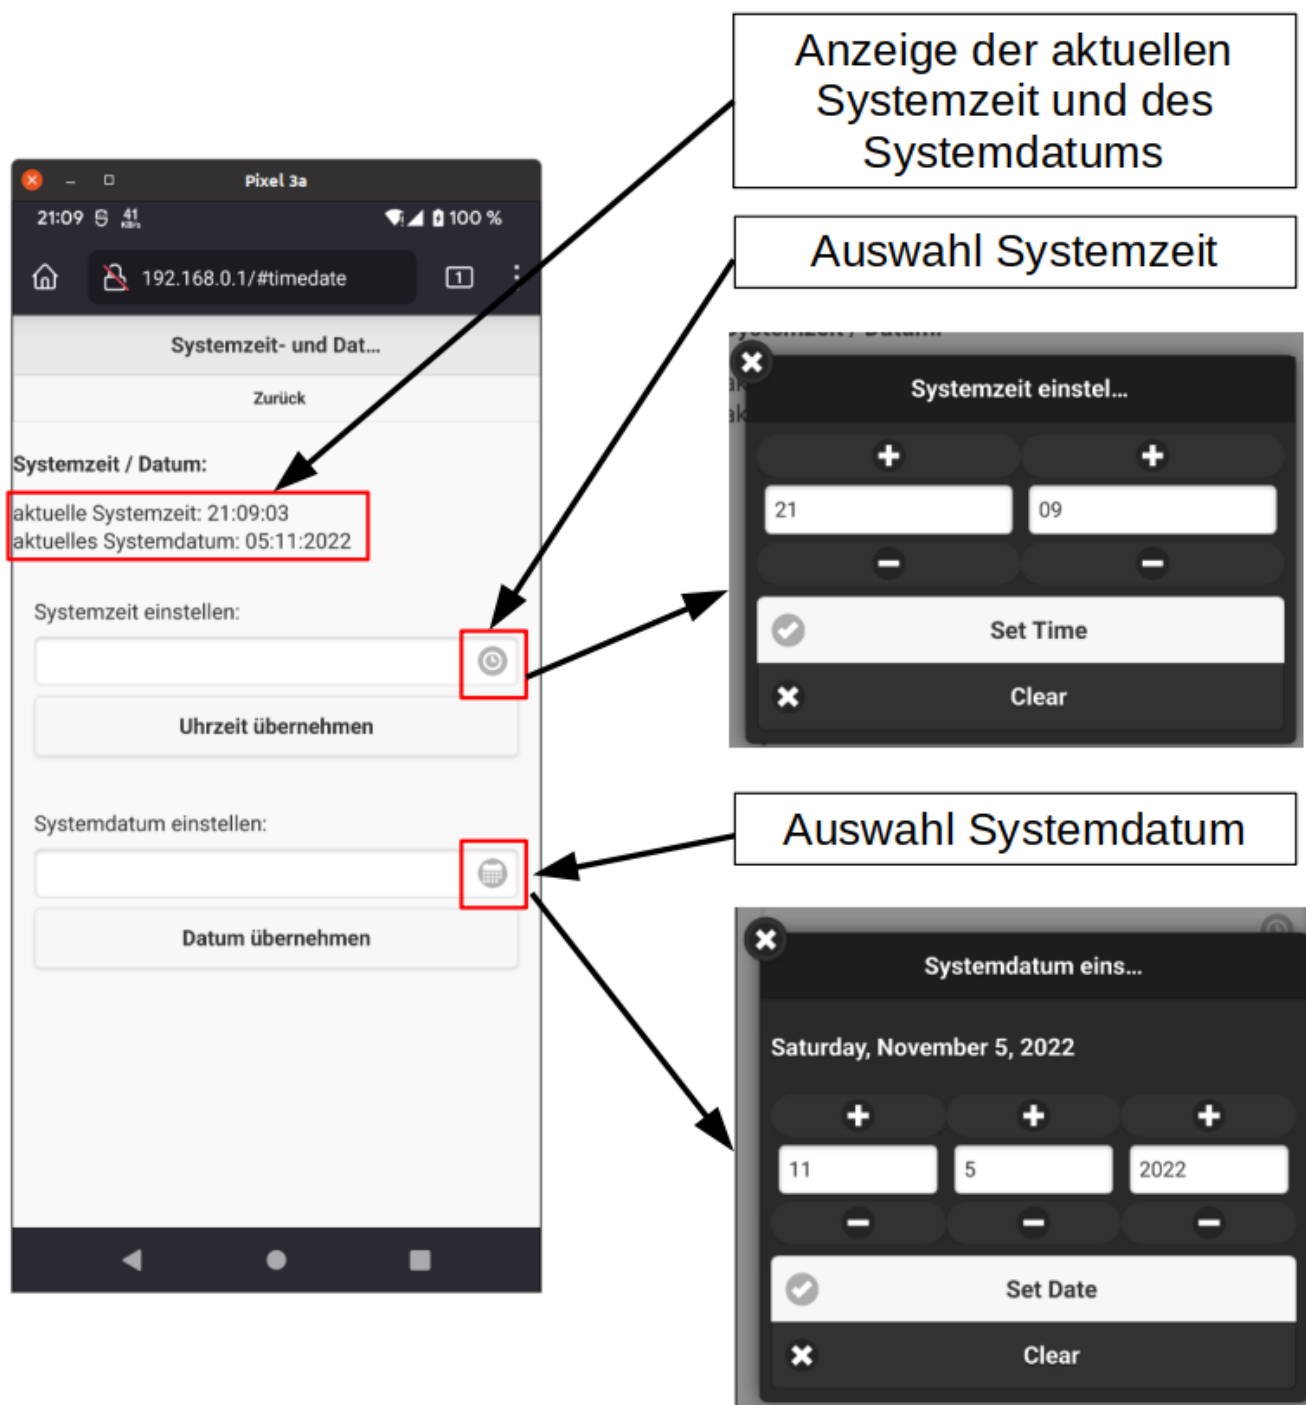 Anzeige der aktuellen
Systemzeit und des
Systemdatums
Pixel 3a
21:09
41
KB/s
100 %
192.168.0.1/#timedate
1
Systemzeit- und Dat...
Zurück
Systemzeit / Datum:
aktuelle Systemzeit: 21:09:03
aktuelles Systemdatum: 05:11:2022
Systemzeit einstellen:
Uhrzeit übernehmen
Systemdatum einstellen:
Datum übernehmen
Auswahl Systemzeit
Systemzeit einstel...
21
09
Set Time
Clear
Auswahl Systemdatum
Systemdatum eins...
Saturday, November 5, 2022
11
5
2022
Set Date
Clear